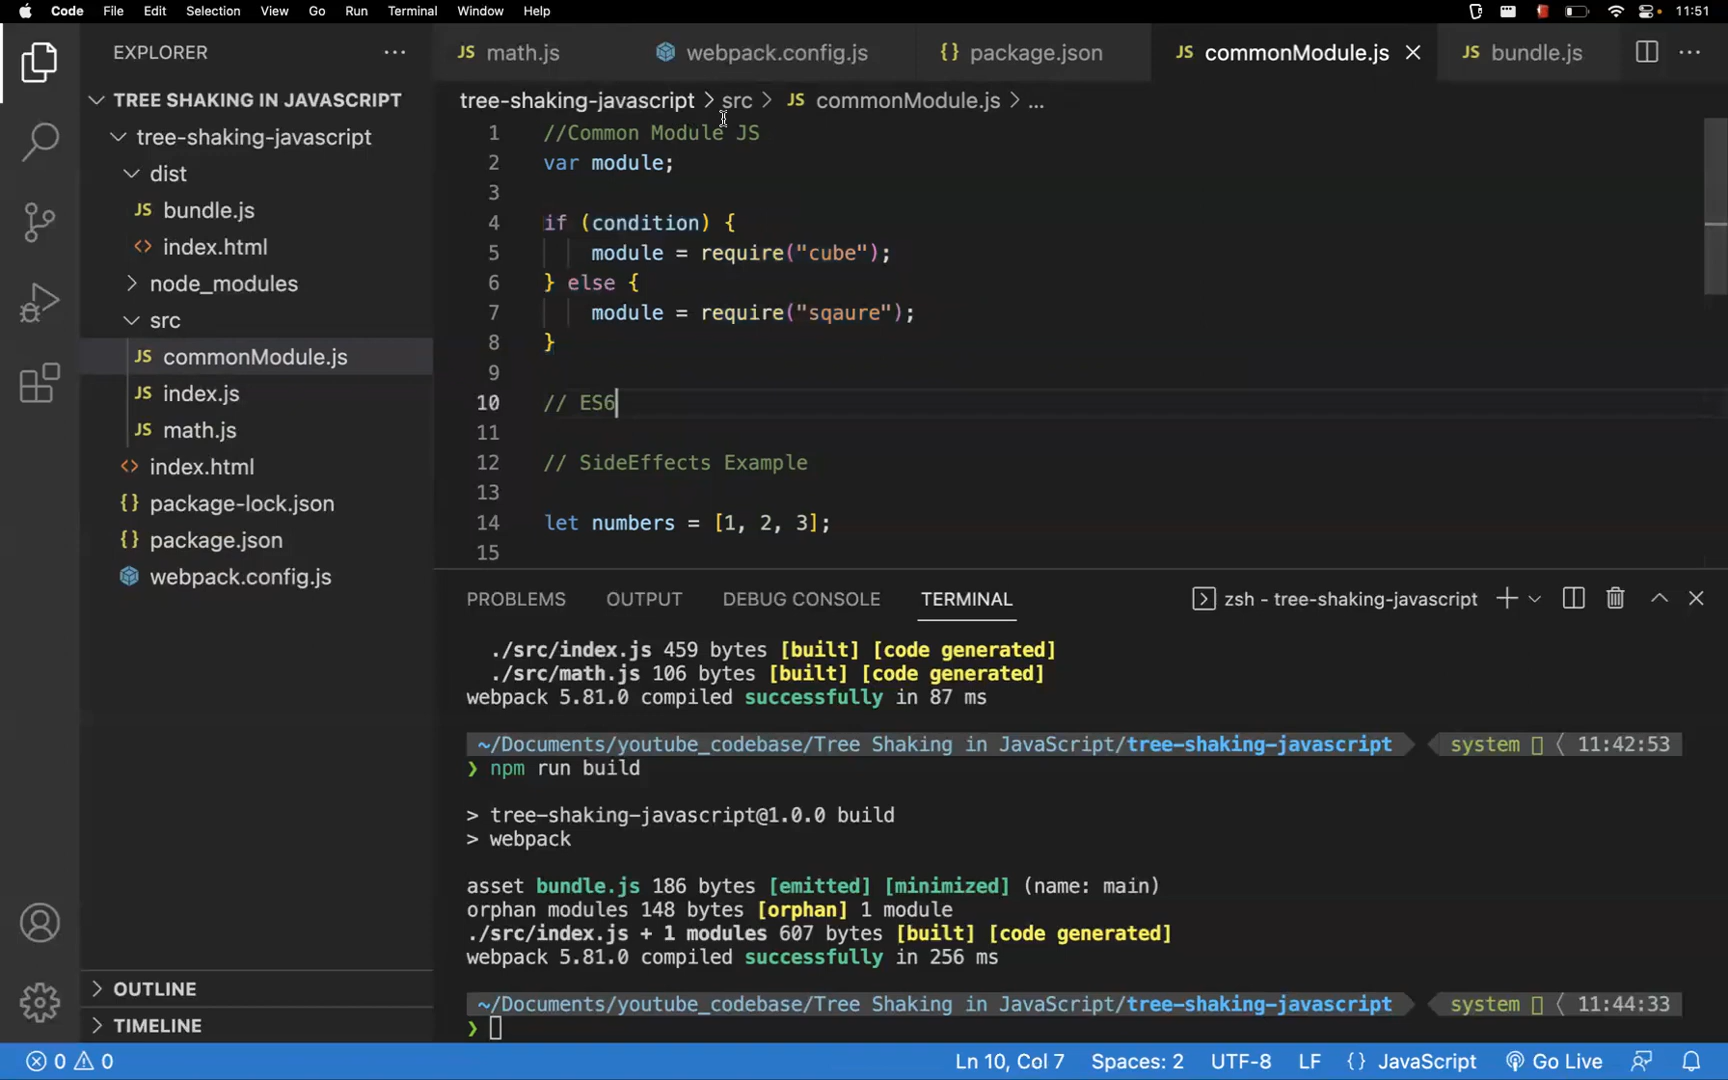 Code File Edit Selection View Go Run Terminal Window Help 11:51
EXPLORER
TREE SHAKING IN JAVASCRIPT
tree-shaking-javascript
dist
JS bundle.js
<> index.html
node_modules
src
JS commonModule.js
JS index.js
JS math.js
<> index.html
{} package-lock.json
{} package.json
webpack.config.js
OUTLINE
TIMELINE
JS math.js webpack.config.js {} package.json JS commonModule.js JS bundle.js
tree-shaking-javascript > src > JS commonModule.js > ...
1 //Common Module JS
2 var module;
3
4 if (condition) {
5 module = require("cube");
6 } else {
7 module = require("sqaure");
8 }
9
10 // ES6
11
12 // SideEffects Example
13
14 let numbers = [1, 2, 3];
15
PROBLEMS OUTPUT DEBUG CONSOLE TERMINAL zsh - tree-shaking-javascript
./src/index.js 459 bytes [built] [code generated]
./src/math.js 106 bytes [built] [code generated]
webpack 5.81.0 compiled successfully in 87 ms
~/Documents/youtube_codebase/Tree Shaking in JavaScript/tree-shaking-javascript system 11:42:53
❯ npm run build
> tree-shaking-javascript@1.0.0 build
> webpack
asset bundle.js 186 bytes [emitted] [minimized] (name: main)
orphan modules 148 bytes [orphan] 1 module
./src/index.js + 1 modules 607 bytes [built] [code generated]
webpack 5.81.0 compiled successfully in 256 ms
~/Documents/youtube_codebase/Tree Shaking in JavaScript/tree-shaking-javascript system 11:44:33
❯
0 0 Ln 10, Col 7 Spaces: 2 UTF-8 LF {} JavaScript Go Live